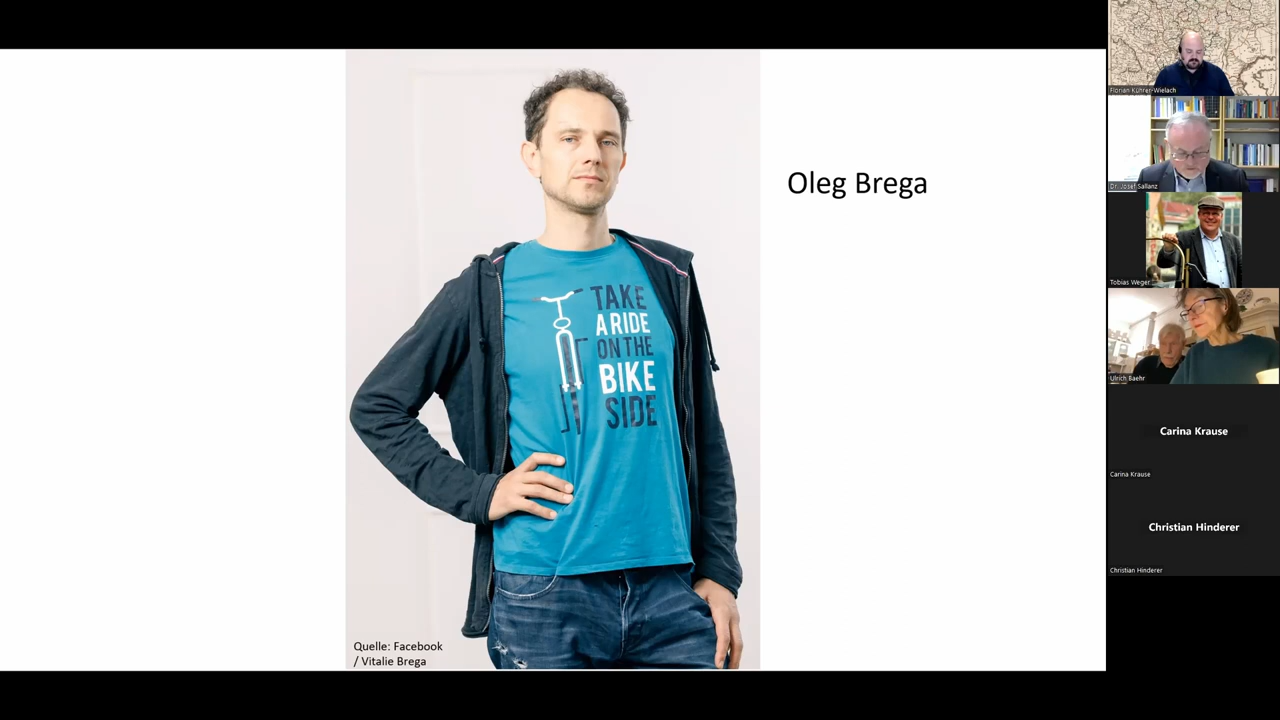 Oleg Brega
TAKE
A RIDE
ON THE
BIKE
SIDE
Quelle: Facebook
/ Vitalie Brega
Florian Kührer-Wielach
Dr. Josef Sallanz
Tobias Weger
Ulrich Baehr
Carina Krause
Carina Krause
Christian Hinderer
Christian Hinderer